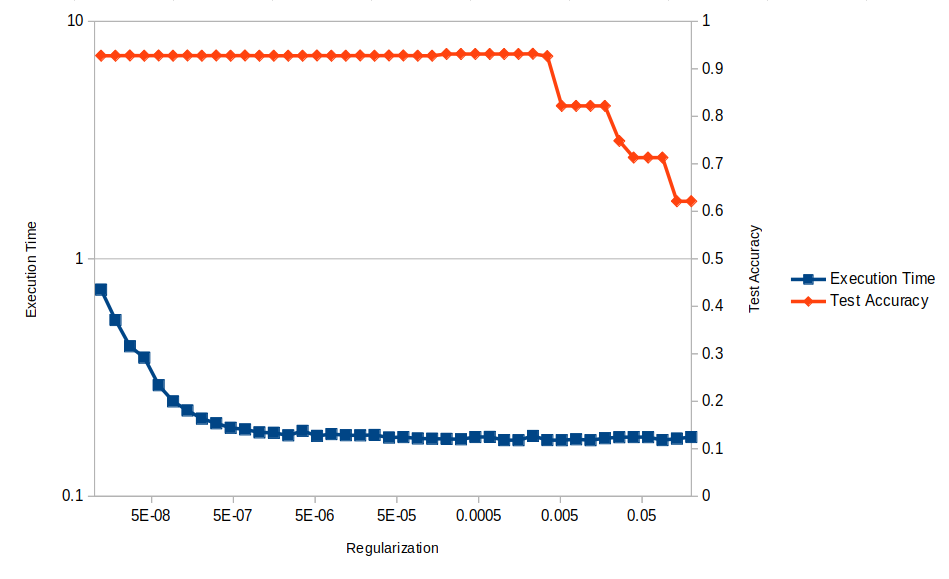 10
1
0.1
Execution Time
1
0.9
0.8
0.7
0.6
0.5
0.4
0.3
0.2
0.1
0
Test Accuracy
5E-08 5E-07 5E-06 5E-05 0.0005 0.005 0.05
Regularization
Execution Time
Test Accuracy